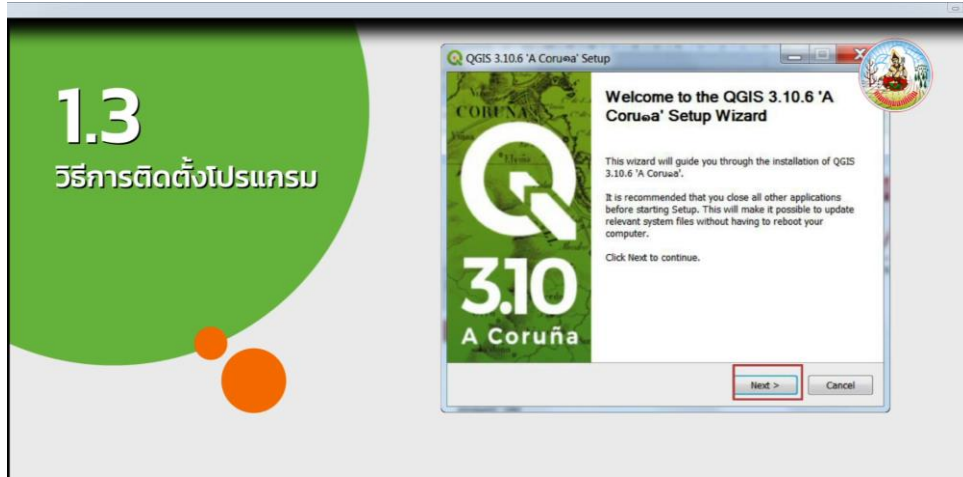 1.3
วิธีการติดตั้งโปรแกรม
QGIS 3.10.6 'A Coruคa' Setup
CORUNA
3.10
A Coruña
Welcome to the QGIS 3.10.6 'A
Coruอa' Setup Wizard
This wizard will guide you through the installation of QGIS
3.10.6 'A Coruอa'.
It is recommended that you close all other applications
before starting Setup. This will make it possible to update
relevant system files without having to reboot your
computer.
Click Next to continue.
Next >
Cancel